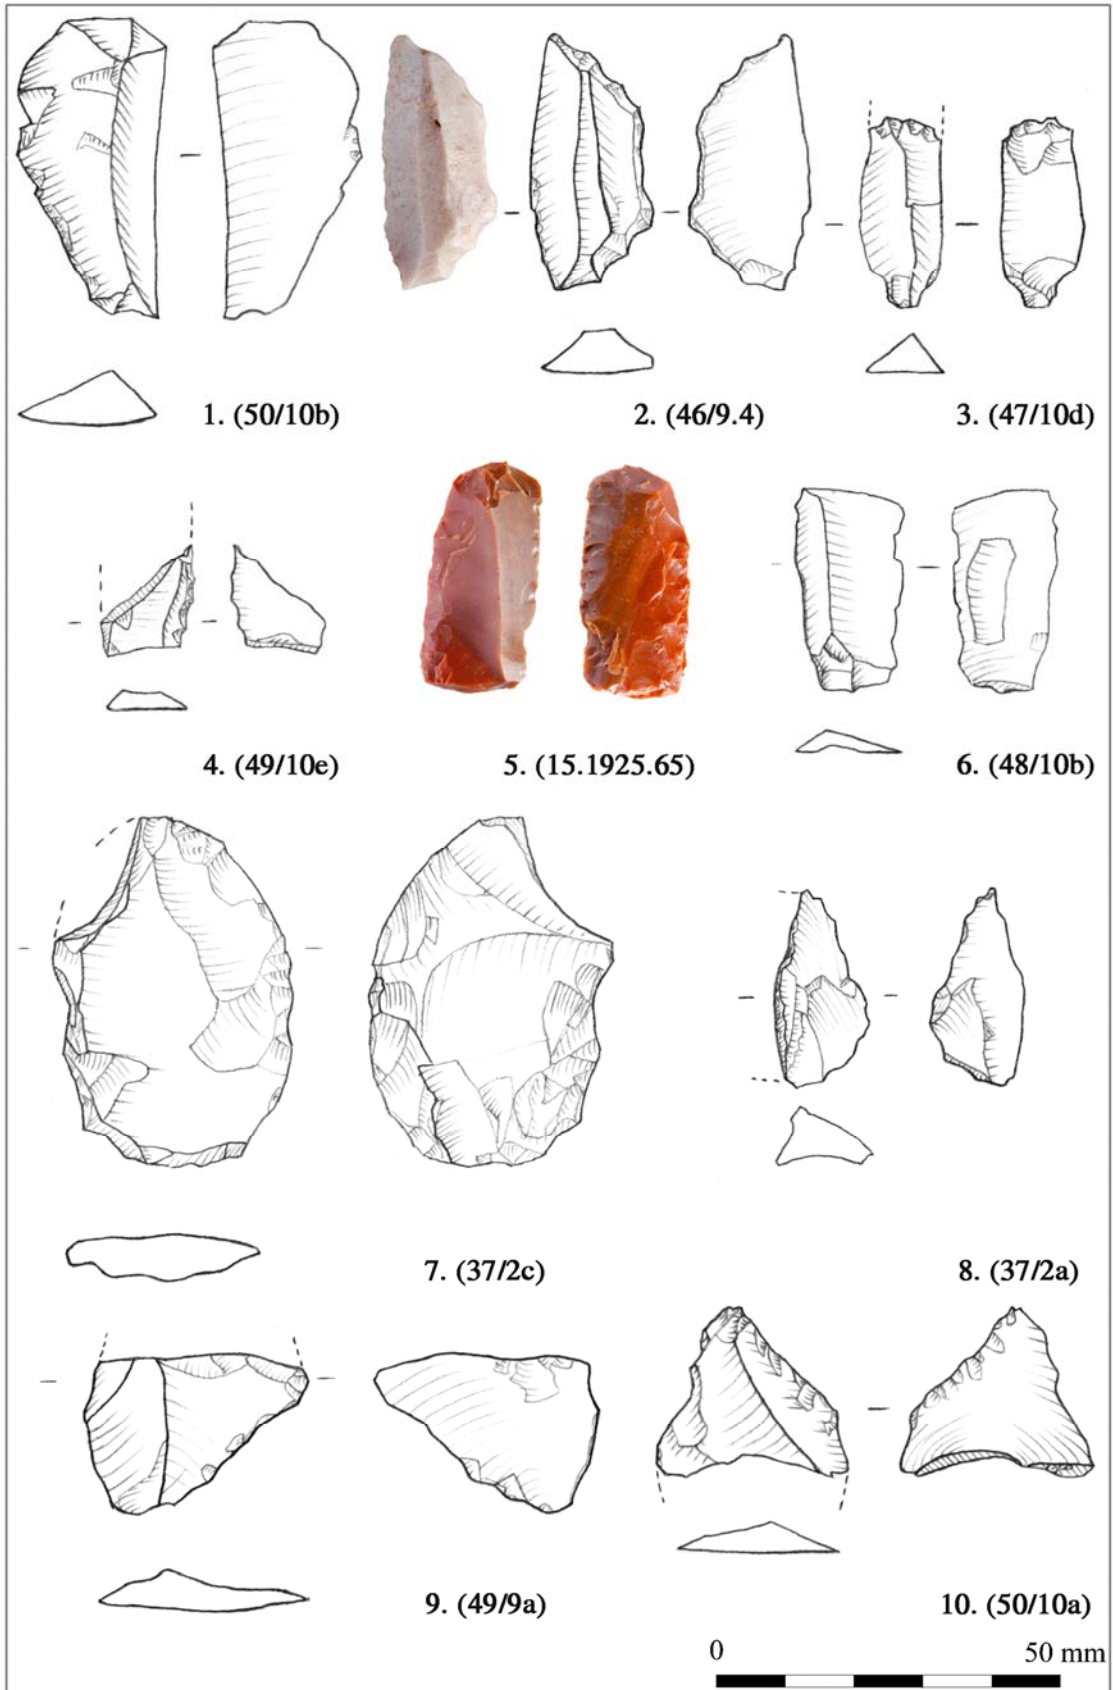 1. (50/10b)
2. (46/9.4)
3. (47/10d)
4. (49/10e)
5. (15.1925.65)
6. (48/10b)
7. (37/2c)
8. (37/2a)
9. (49/9a)
10. (50/10a)
0 50 mm